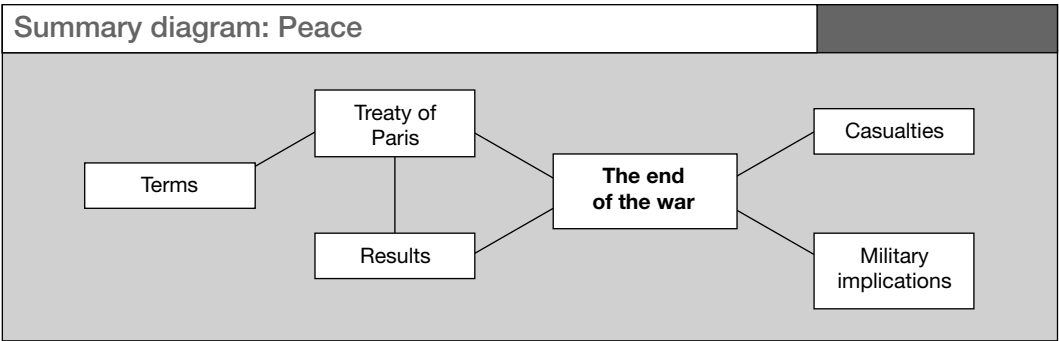 Summary diagram: Peace
Treaty of
Paris
Terms
Results
The end
of the war
Casualties
Military
implications